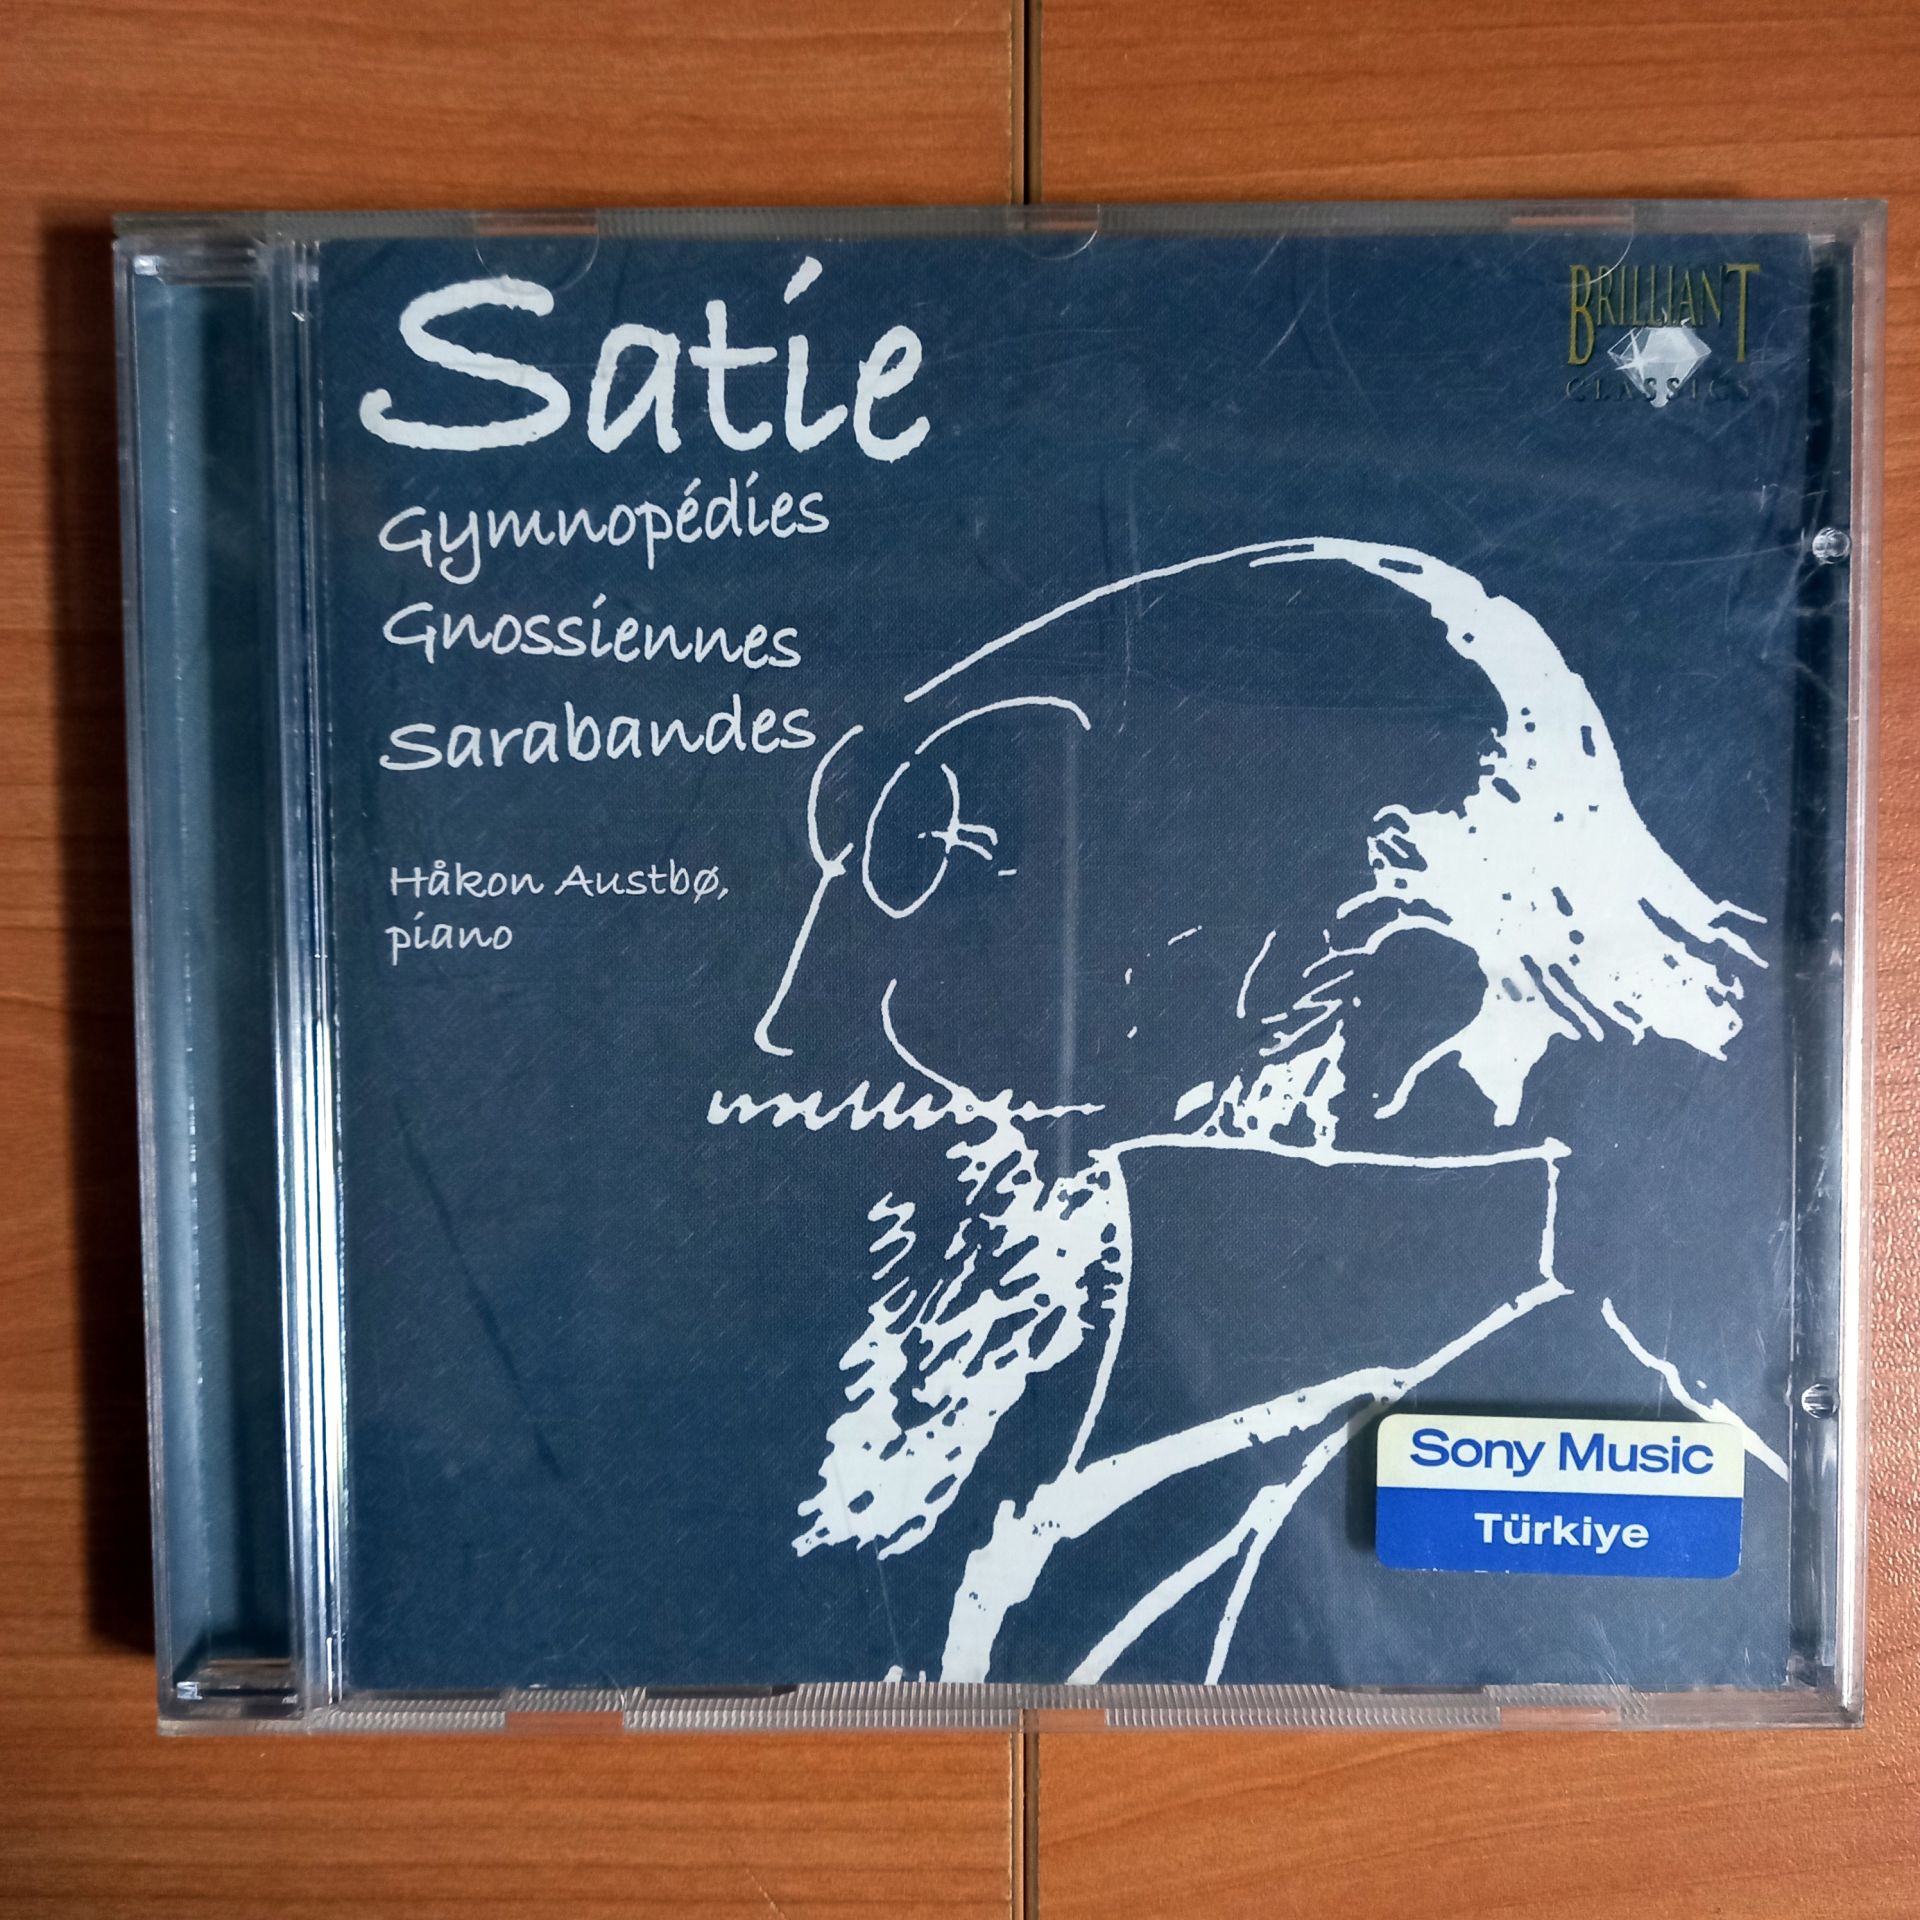 Satie
BRILLIANT
CLASSICS
Gymnopédies
Gnossiennes
Sarabandes
Håkon Austbø,
piano
Sony Music
Türkiye